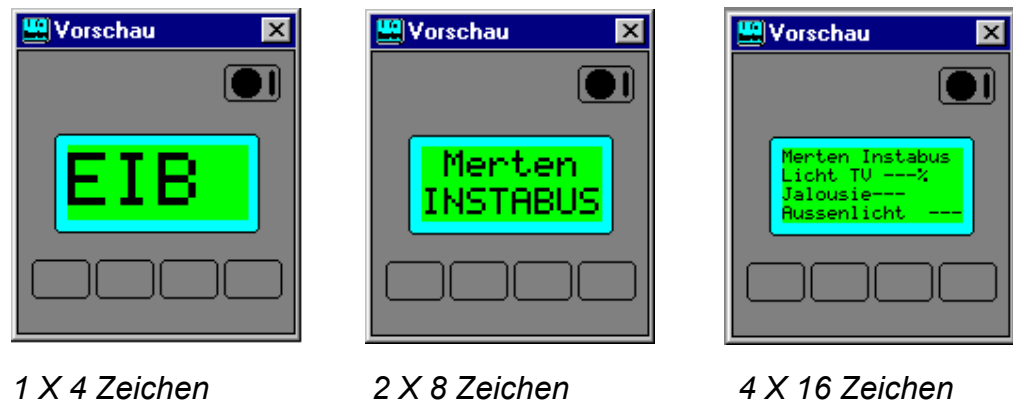 Vorschau
EIB
1 X 4 Zeichen
Vorschau
Merten
INSTABUS
2 X 8 Zeichen
Vorschau
Merten Instabus
Licht TV ---%
Jalousie---
Aussenlicht ---
4 X 16 Zeichen